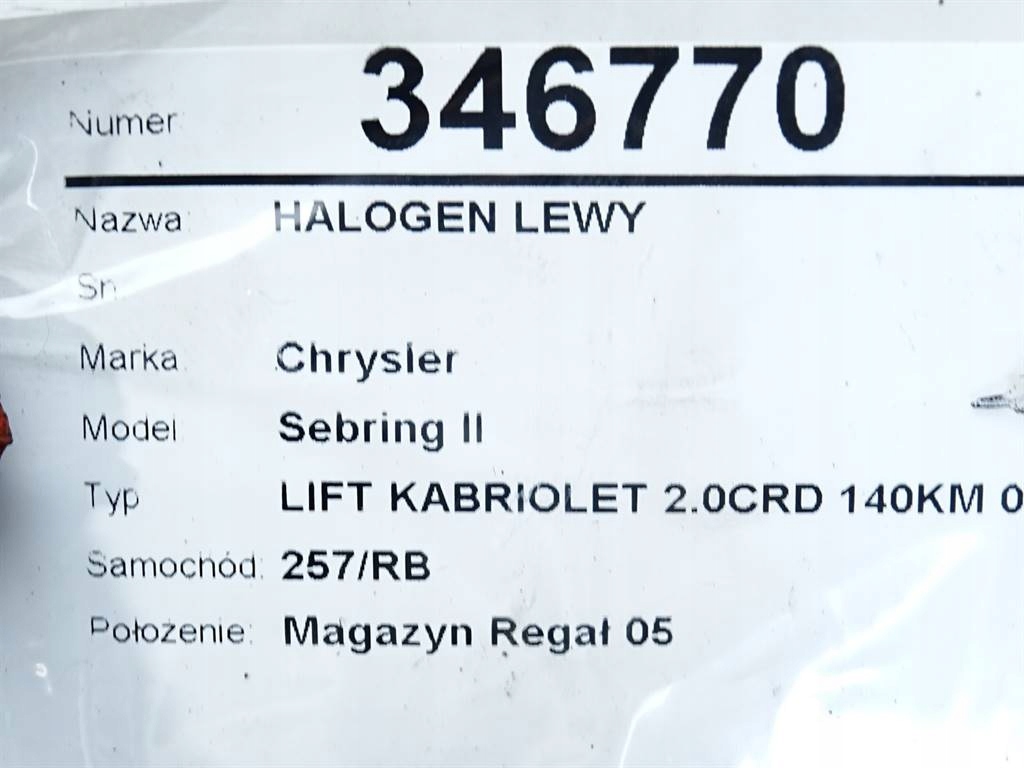 Numer 346770
Nazwa: HALOGEN LEWY
Sn
Marka Chrysler
Model Sebring II
Typ LIFT KABRIOLET 2.0CRD 140KM 0
Samochód: 257/RB
Położenie: Magazyn Regał 05